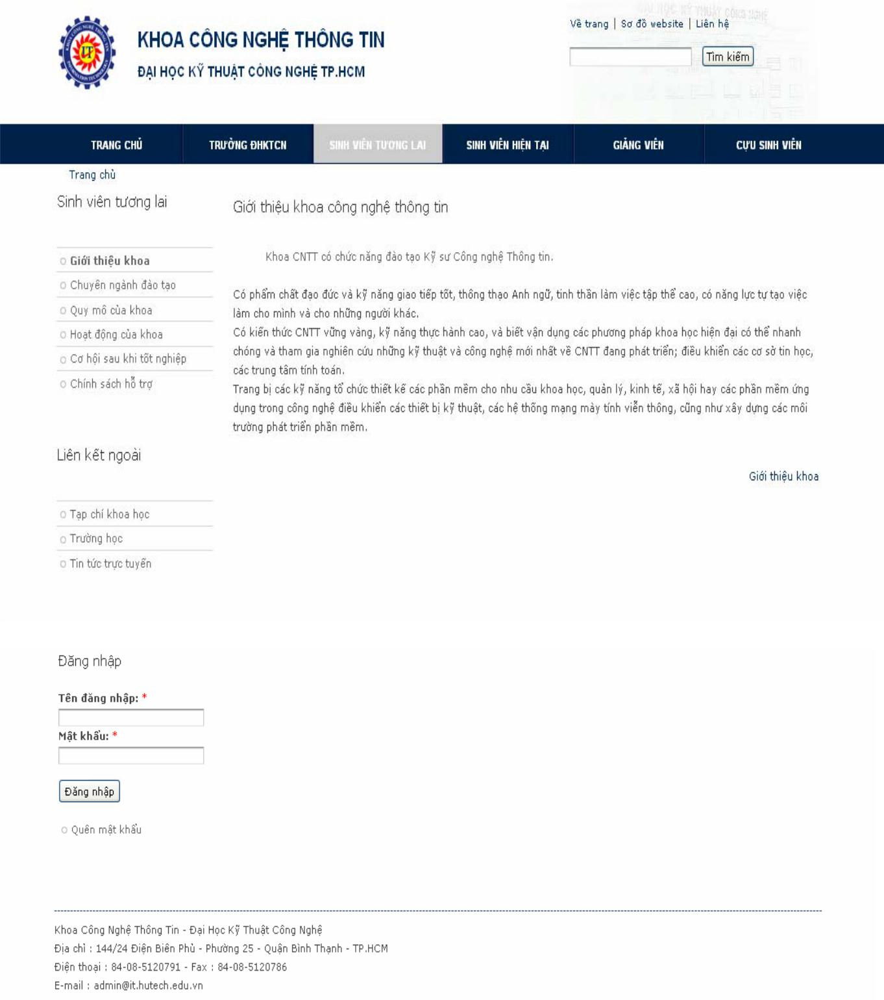 Về trang | Sơ đồ website | Liên hệ
KHOA CÔNG NGHỆ THÔNG TIN
ĐẠI HỌC KỸ THUẬT CÔNG NGHỆ TP.HCM
Tìm kiếm
TRANG CHỦ TRƯỜNG ĐHKTCN SINH VIÊN TƯƠNG LAI SINH VIÊN HIỆN TẠI GIẢNG VIÊN CỰU SINH VIÊN
Trang chủ
Sinh viên tương lai
Giới thiệu khoa
Chuyên ngành đào tạo
Quy mô của khoa
Hoạt động của khoa
Cơ hội sau khi tốt nghiệp
Chính sách hỗ trợ
Liên kết ngoài
Tạp chí khoa học
Trường học
Tin tức trực tuyến
Giới thiệu khoa công nghệ thông tin
Khoa CNTT có chức năng đào tạo Kỹ sư Công nghệ Thông tin.
Có phẩm chất đạo đức và kỹ năng giao tiếp tốt, thông thạo Anh ngữ, tinh thần làm việc tập thể cao, có năng lực tự tạo việc
làm cho mình và cho những người khác.
Có kiến thức CNTT vững vàng, kỹ năng thực hành cao, và biết vận dụng các phương pháp khoa học hiện đại có thể nhanh
chóng và tham gia nghiên cứu những kỹ thuật và công nghệ mới nhất về CNTT đang phát triển; điều khiển các cơ sở tin học,
các trung tâm tính toán.
Trang bị các kỹ năng tổ chức thiết kế các phần mềm cho nhu cầu khoa học, quản lý, kinh tế, xã hội hay các phần mềm ứng
dụng trong công nghệ điều khiển các thiết bị kỹ thuật, các hệ thống mạng mày tính viễn thông, cũng như xây dựng các môi
trường phát triển phần mềm.
Giới thiệu khoa
Đăng nhập
Tên đăng nhập: *
Mật khẩu: *
Đăng nhập
Quên mật khẩu
Khoa Công Nghệ Thông Tin - Đại Học Kỹ Thuật Công Nghệ
Địa chỉ : 144/24 Điện Biên Phủ - Phường 25 - Quận Bình Thạnh - TP.HCM
Điện thoại : 84-08-5120791 - Fax : 84-08-5120786
E-mail : admin@it.hutech.edu.vn